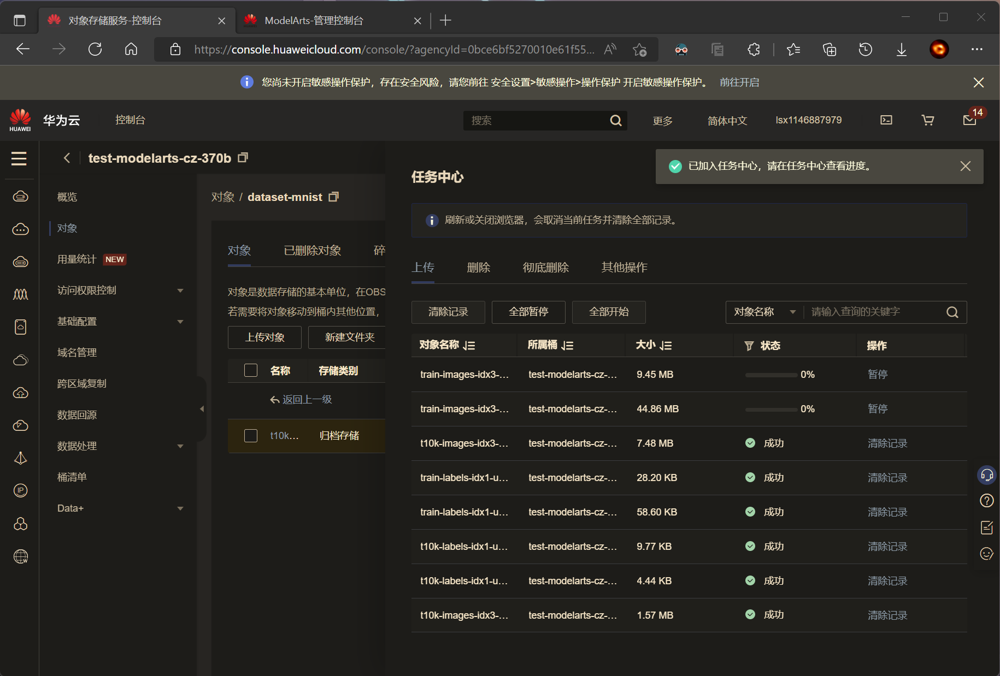 对象存储服务-控制台
ModelArts-管理控制台
https://console.huaweicloud.com/console/?agencyId=0bce6bf5270010e61f55...
您尚未开启敏感操作保护，存在安全风险，请您前往 安全设置>敏感操作>操作保护 开启敏感操作保护。 前往开启
HUAWEI
华为云
控制台
搜索
更多
简体中文
lsx1146887979
14
test-modelarts-cz-370b
已加入任务中心，请在任务中心查看进度。
概览
对象
用量统计 NEW
访问权限控制
基础配置
域名管理
跨区域复制
数据回源
数据处理
桶清单
Data+
对象 / dataset-mnist
对象 已删除对象 碎
对象是数据存储的基本单位，在OBS
若需要将对象移动到桶内其他位置，
上传对象 新建文件夹
名称 存储类别
返回上一级
t10k... 归档存储
任务中心
刷新或关闭浏览器，会取消当前任务并清除全部记录。
上传 删除 彻底删除 其他操作
清除记录 全部暂停 全部开始 对象名称 请输入查询的关键字
对象名称 所属桶 大小 状态 操作
train-images-idx3-... test-modelarts-cz-... 9.45 MB 0% 暂停
train-images-idx3-... test-modelarts-cz-... 44.86 MB 0% 暂停
t10k-images-idx3-... test-modelarts-cz-... 7.48 MB 成功 清除记录
train-labels-idx1-u... test-modelarts-cz-... 28.20 KB 成功 清除记录
train-labels-idx1-u... test-modelarts-cz-... 58.60 KB 成功 清除记录
t10k-labels-idx1-u... test-modelarts-cz-... 9.77 KB 成功 清除记录
t10k-labels-idx1-u... test-modelarts-cz-... 4.44 KB 成功 清除记录
t10k-images-idx3-... test-modelarts-cz-... 1.57 MB 成功 清除记录